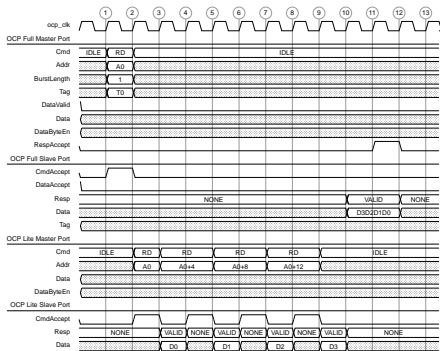 1 2 3 4 5 6 7 8 9 10 11 12 13
ocp_clk
OCP Full Master Port
Cmd IDLE RD IDLE
Addr A0
BurstLength 1
Tag T0
DataValid
Data
DataByteEn
RespAccept
OCP Full Slave Port
CmdAccept
DataAccept
Resp NONE VALID NONE
Data D3D2D1D0
Tag
OCP Lite Master Port
Cmd IDLE RD RD RD RD IDLE
Addr A0 A0+4 A0+8 A0+12
Data
DataByteEn
OCP Lite Slave Port
CmdAccept
Resp NONE VALID NONE VALID NONE VALID NONE VALID NONE
Data D0 D1 D2 D3